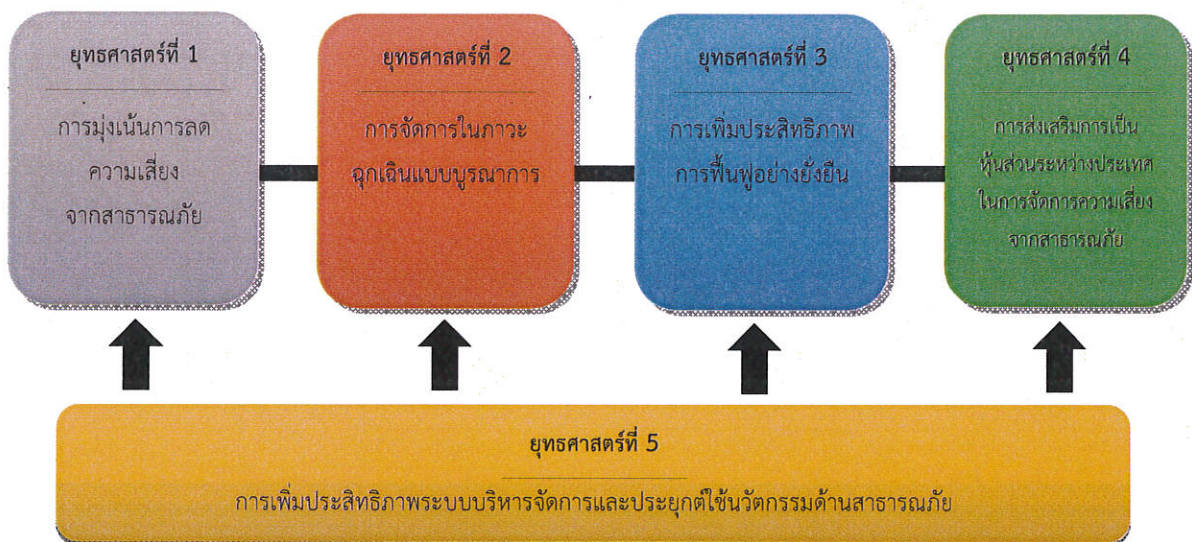 ยุทธศาสตร์ที่ 1
การมุ่งเน้นการลด
ความเสี่ยง
จากสาธารณภัย
ยุทธศาสตร์ที่ 2
การจัดการในภาวะ
ฉุกเฉินแบบบูรณาการ
ยุทธศาสตร์ที่ 3
การเพิ่มประสิทธิภาพ
การฟื้นฟูอย่างยั่งยืน
ยุทธศาสตร์ที่ 4
การส่งเสริมการเป็น
หุ้นส่วนระหว่างประเทศ
ในการจัดการความเสี่ยง
จากสาธารณภัย
ยุทธศาสตร์ที่ 5
การเพิ่มประสิทธิภาพระบบบริหารจัดการและประยุกต์ใช้นวัตกรรมด้านสาธารณภัย